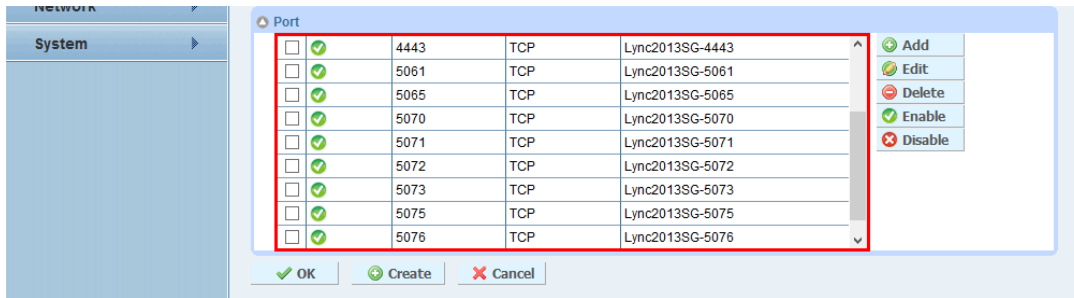 Network
Port
System
4443 TCP Lync2013SG-4443 Add
5061 TCP Lync2013SG-5061 Edit
5065 TCP Lync2013SG-5065 Delete
5070 TCP Lync2013SG-5070 Enable
5071 TCP Lync2013SG-5071 Disable
5072 TCP Lync2013SG-5072
5073 TCP Lync2013SG-5073
5075 TCP Lync2013SG-5075
5076 TCP Lync2013SG-5076
OK Create Cancel